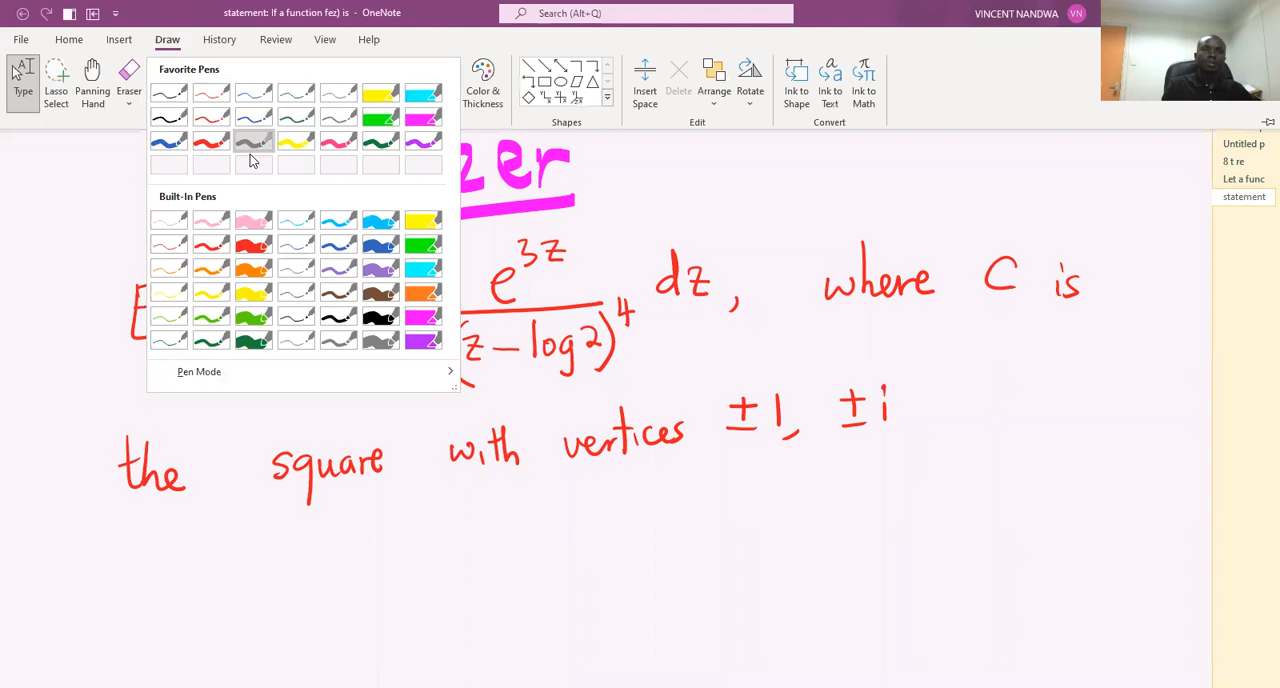 statement: If a function fez) is - OneNote
Search (Alt+Q)
VINCENT NANDWA
VN
File Home Insert Draw History Review View Help
Type
Lasso Select
Panning Hand
Eraser
Favorite Pens
Built-In Pens
Pen Mode
Color & Thickness
Shapes
Insert Space
Delete
Arrange
Rotate
Edit
Ink to Shape
Ink to Text
Ink to Math
Convert
Untitled p
8 t re
Let a func
statement
zer
e^{3z}/(z - log 2)^4 dz, where C is
the square with vertices ±1, ±i